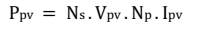 Ppv = Ns . Vpv . Np . Ipv